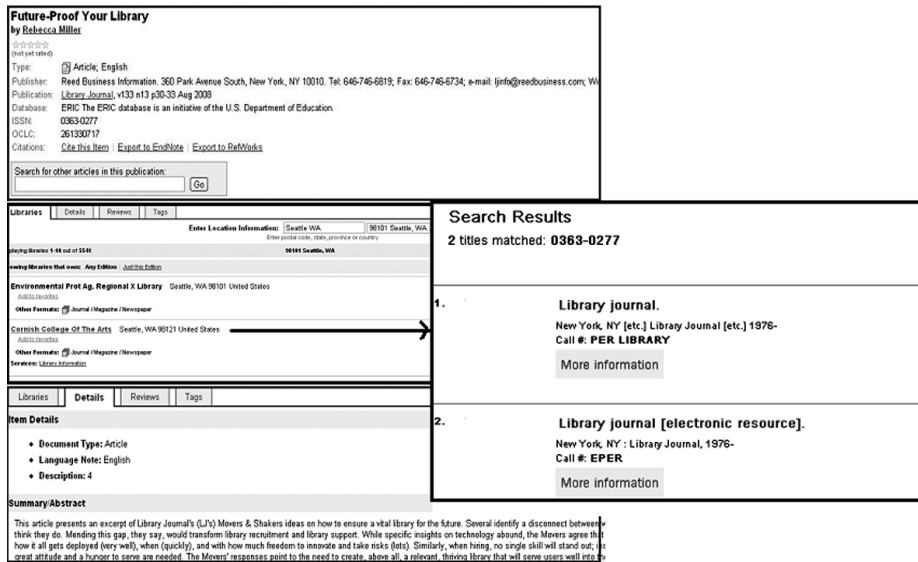 Future-Proof Your Library
by Rebecca Miller
(not yet rated)
Type: Article; English
Publisher: Reed Business Information. 360 Park Avenue South, New York, NY 10010. Tel: 646-746-6819; Fax: 646-746-6734; e-mail: ljinfo@reedbusiness.com; We
Publication: Library Journal, v133 n13 p30-33 Aug 2008
Database: ERIC The ERIC database is an initiative of the U.S. Department of Education.
ISSN: 0363-0277
OCLC: 261330717
Citations: Cite this Item | Export to EndNote | Export to RefWorks
Search for other articles in this publication:
Go
Libraries Details Reviews Tags
Enter Location Information: Seattle WA 98101 Seattle, WA
Enter postal code, state, province or country
playing libraries 1-10 out of 5546 98101 Seattle, WA
owing libraries that own: Any Edition | Just this Edition
Environmental Prot Ag. Regional X Library Seattle, WA 98101 United States
Add to favorites
Other Formats: Journal / Magazine / Newspaper
Cornish College Of The Arts Seattle, WA 98121 United States
Add to favorites
Other Formats: Journal / Magazine / Newspaper
Services: Library Information
Search Results
2 titles matched: 0363-0277
1. Library journal.
New York, NY [etc.] Library Journal [etc.] 1976-
Call #: PER LIBRARY
More information
2. Library journal [electronic resource].
New York, NY : Library Journal, 1976-
Call #: EPER
More information
Libraries Details Reviews Tags
Item Details
Document Type: Article
Language Note: English
Description: 4
Summary/Abstract
This article presents an excerpt of Library Journal's (LJ's) Movers & Shakers ideas on how to ensure a vital library for the future. Several identify a disconnect between w
think they do. Mending this gap, they say, would transform library recruitment and library support. While specific insights on technology abound, the Movers agree that
how it all gets deployed (very well), when (quickly), and with how much freedom to innovate and take risks (lots). Similarly, when hiring, no single skill will stand out;
great attitude and a hunger to serve are needed. The Movers' responses point to the need to create, above all, a relevant, thriving library that will serve users well into